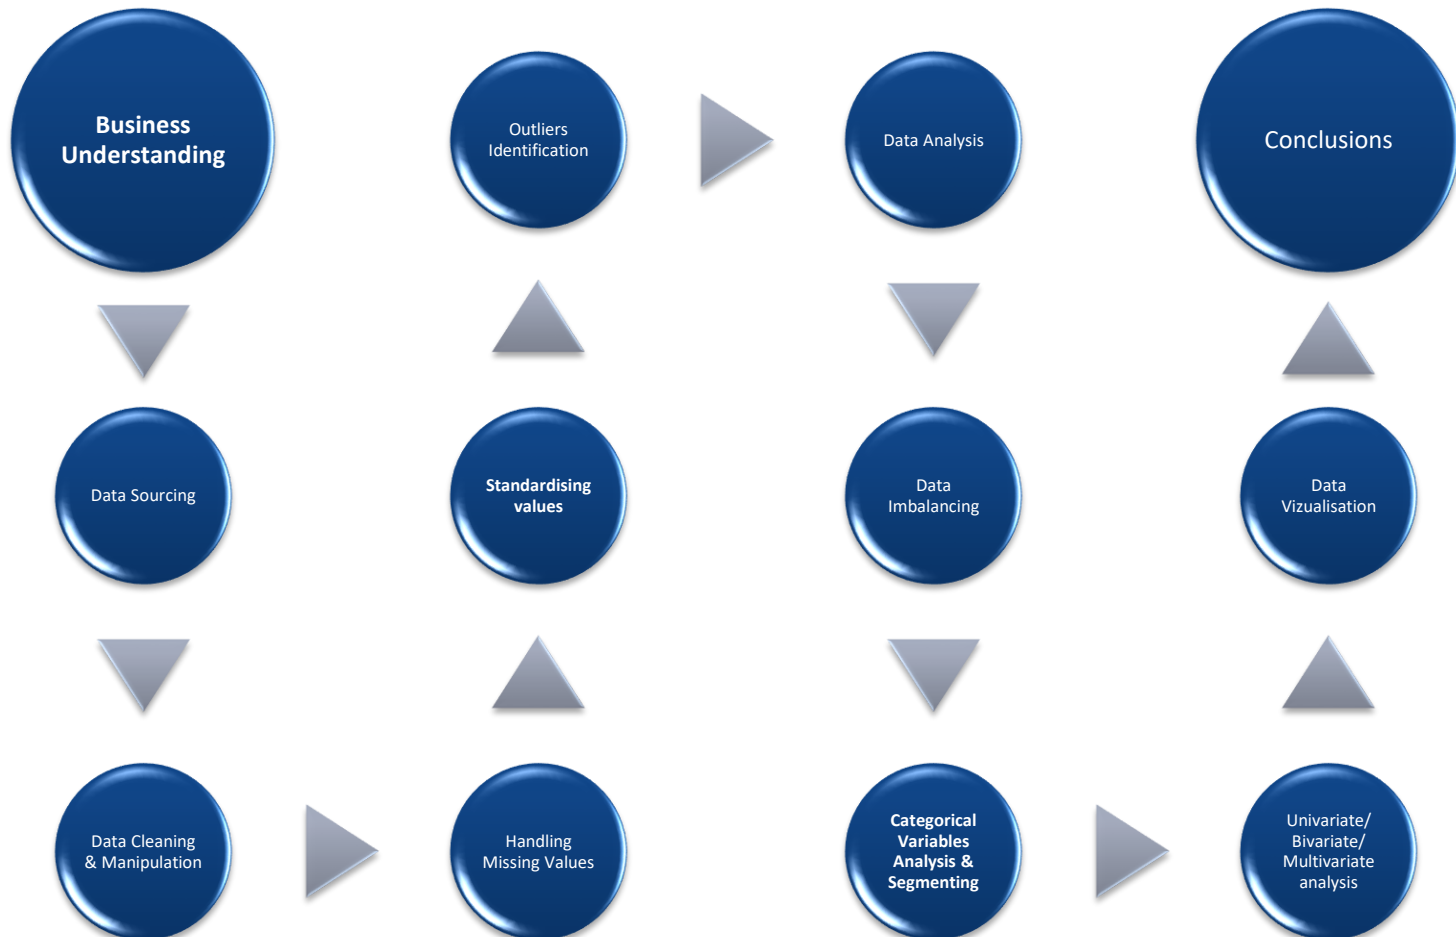 Business
Understanding
Data Sourcing
Data Cleaning
& Manipulation
Handling
Missing Values
Standardising
values
Outliers
Identification
Data Analysis
Data
Imbalancing
Categorical
Variables
Analysis &
Segmenting
Univariate/
Bivariate/
Multivariate
analysis
Data
Vizualisation
Conclusions